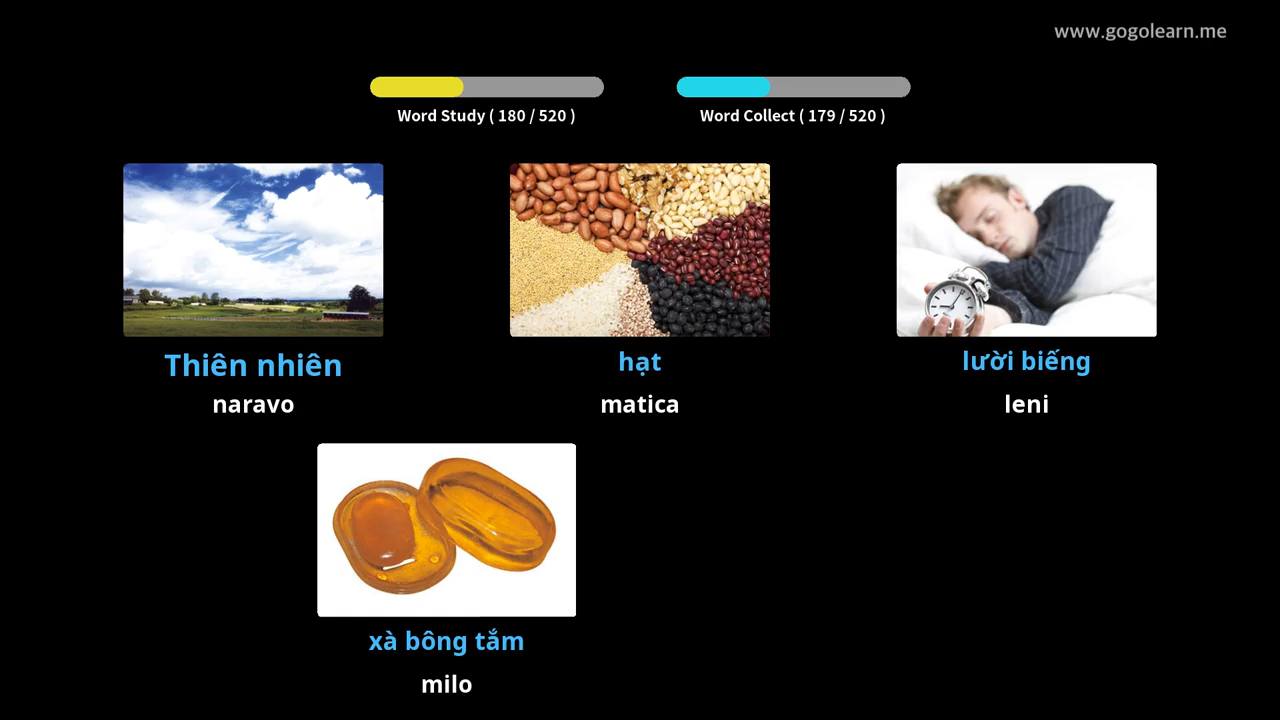 www.gogolearn.me
Word Study ( 180 / 520 )
Word Collect ( 179 / 520 )
Thiên nhiên
naravo
hạt
matica
lười biếng
leni
xà bông tắm
milo